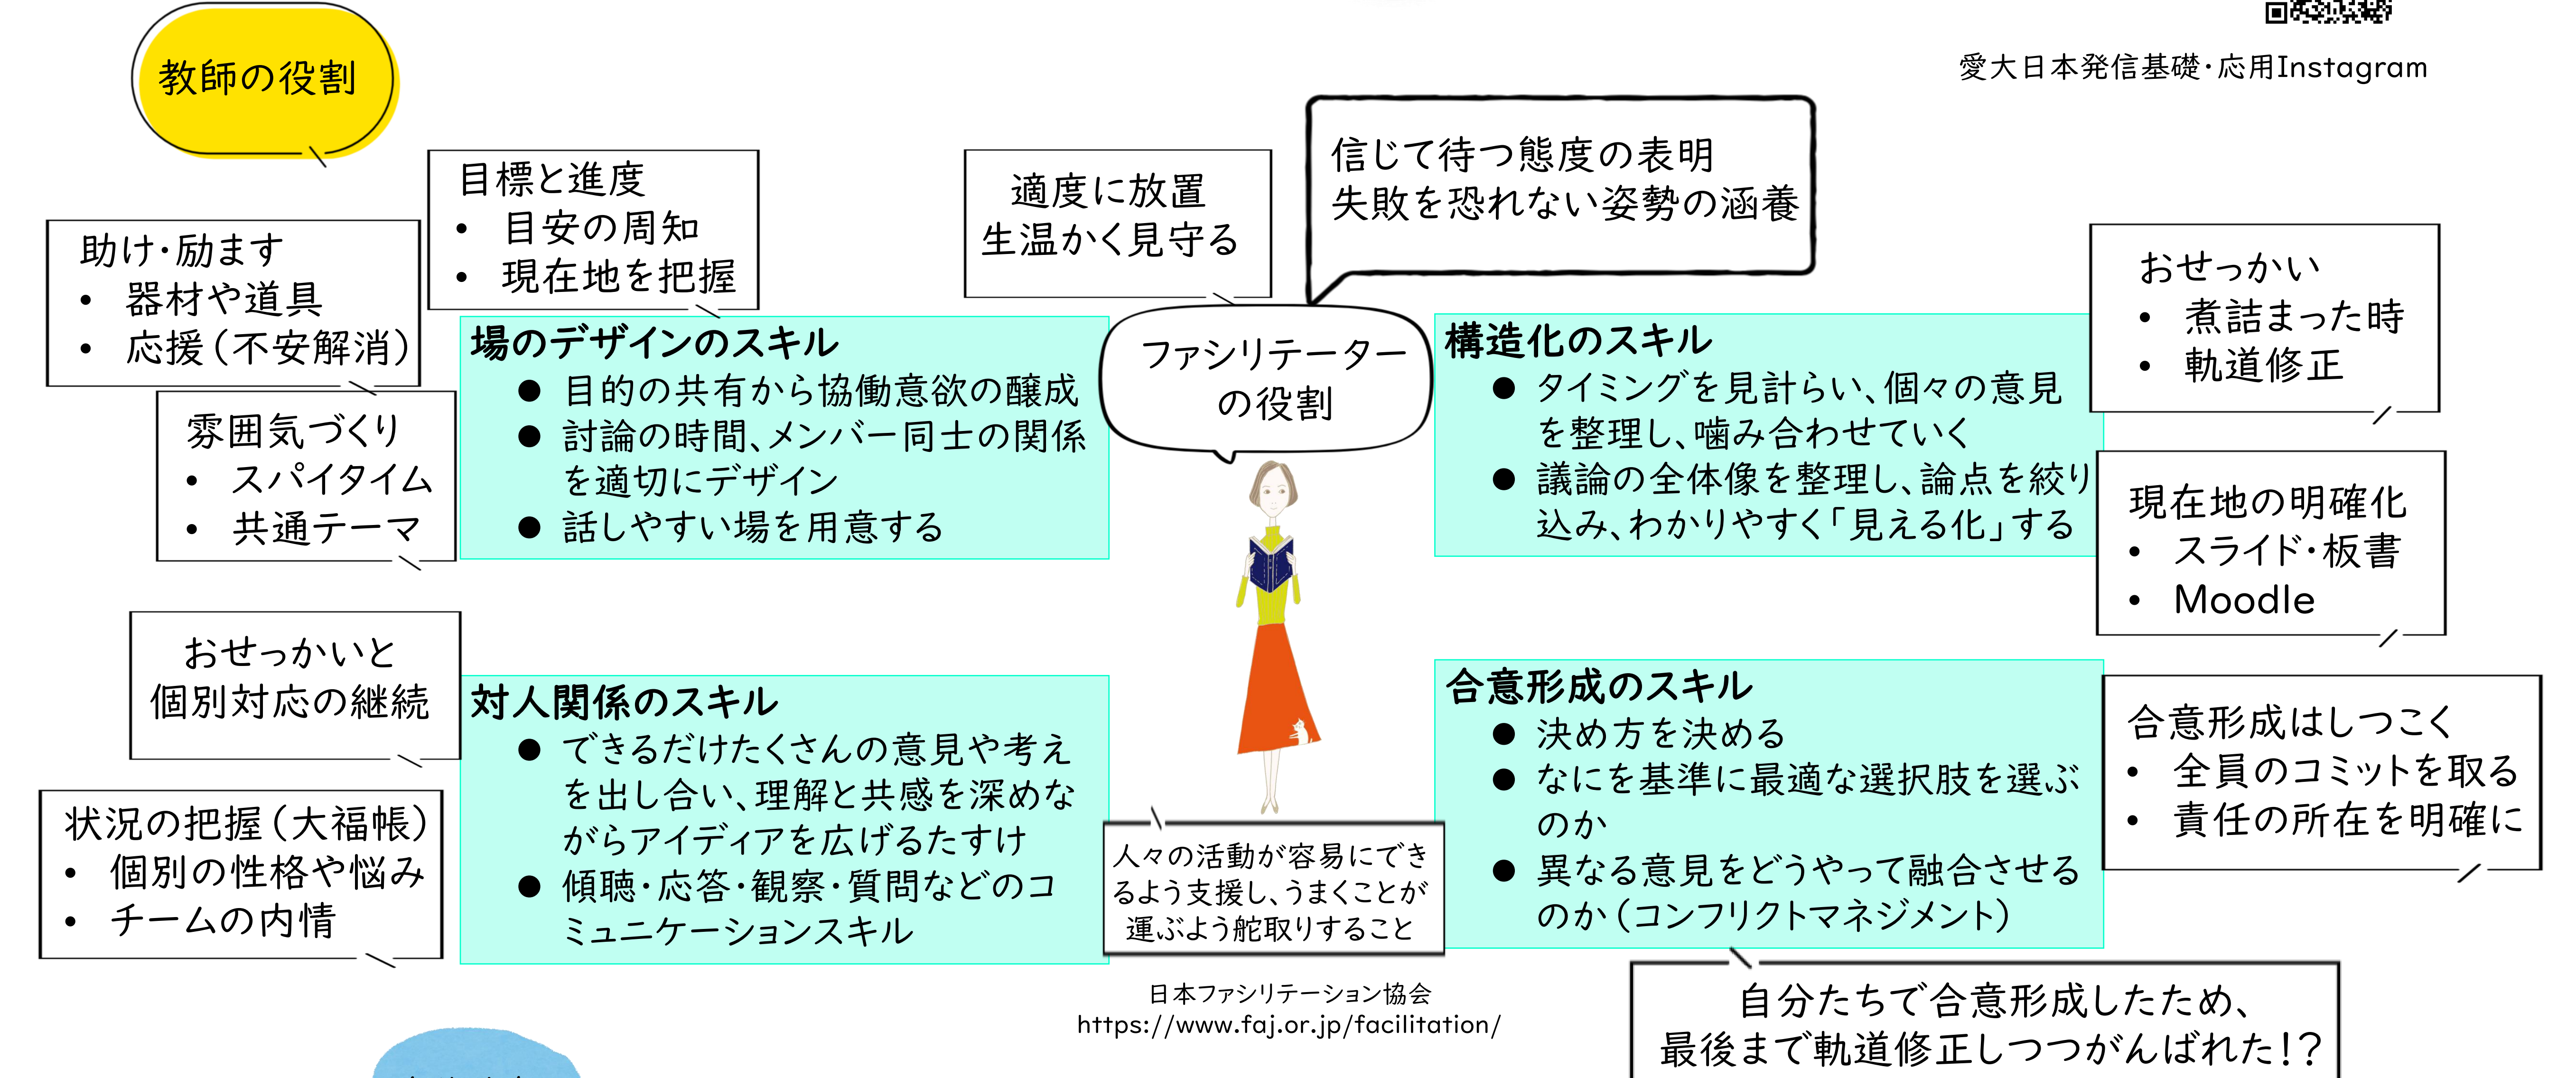 教師の役割
愛大日本発信基礎・応用Instagram
目標と進度
• 目安の周知
• 現在地を把握
助け・励ます
• 器材や道具
• 応援（不安解消）
雰囲気づくり
• スパイタイム
• 共通テーマ
適度に放置
生温かく見守る
信じて待つ態度の表明
失敗を恐れない姿勢の涵養
ファシリテーター
の役割
場のデザインのスキル
● 目的の共有から協働意欲の醸成
● 討論の時間、メンバー同士の関係
を適切にデザイン
● 話しやすい場を用意する
構造化のスキル
● タイミングを見計らい、個々の意見
を整理し、噛み合わせていく
● 議論の全体像を整理し、論点を絞り
込み、わかりやすく「見える化」する
おせっかい
• 煮詰まった時
• 軌道修正
現在地の明確化
• スライド・板書
• Moodle
おせっかいと
個別対応の継続
状況の把握（大福帳）
• 個別の性格や悩み
• チームの内情
対人関係のスキル
● できるだけたくさんの意見や考え
を出し合い、理解と共感を深めな
がらアイディアを広げるたすけ
● 傾聴・応答・観察・質問などのコ
ミュニケーションスキル
人々の活動が容易にでき
るよう支援し、うまくことが
運ぶよう舵取りすること
日本ファシリテーション協会
https://www.faj.or.jp/facilitation/
合意形成のスキル
● 決め方を決める
● なにを基準に最適な選択肢を選ぶ
のか
● 異なる意見をどうやって融合させる
のか（コンフリクトマネジメント）
合意形成はしつこく
• 全員のコミットを取る
• 責任の所在を明確に
自分たちで合意形成したため、
最後まで軌道修正しつつがんばれた！？